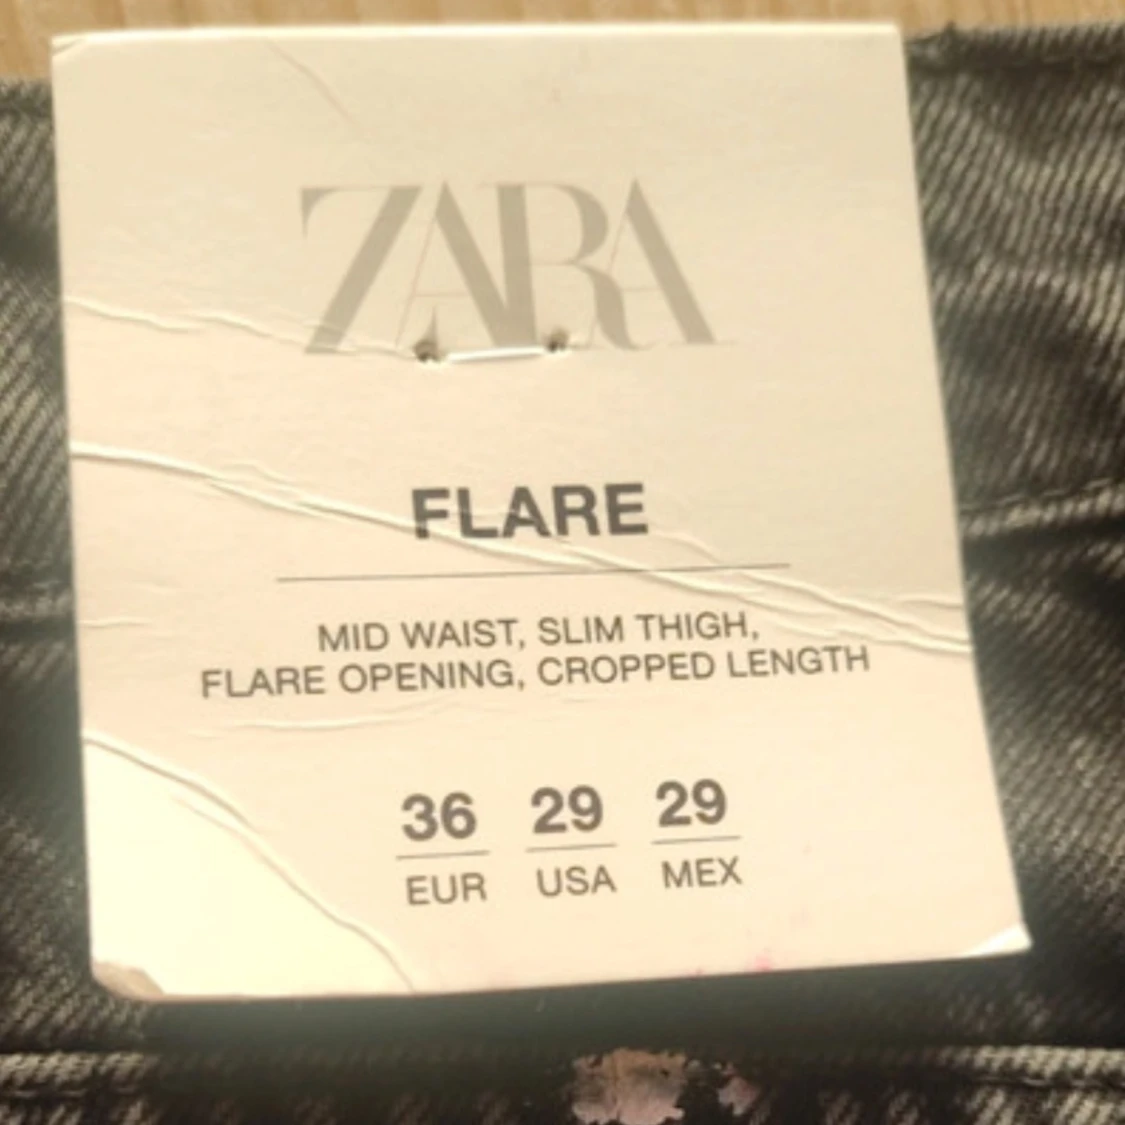 ZARA
FLARE
MID WAIST, SLIM THIGH,
FLARE OPENING, CROPPED LENGTH
36 29 29
EUR USA MEX